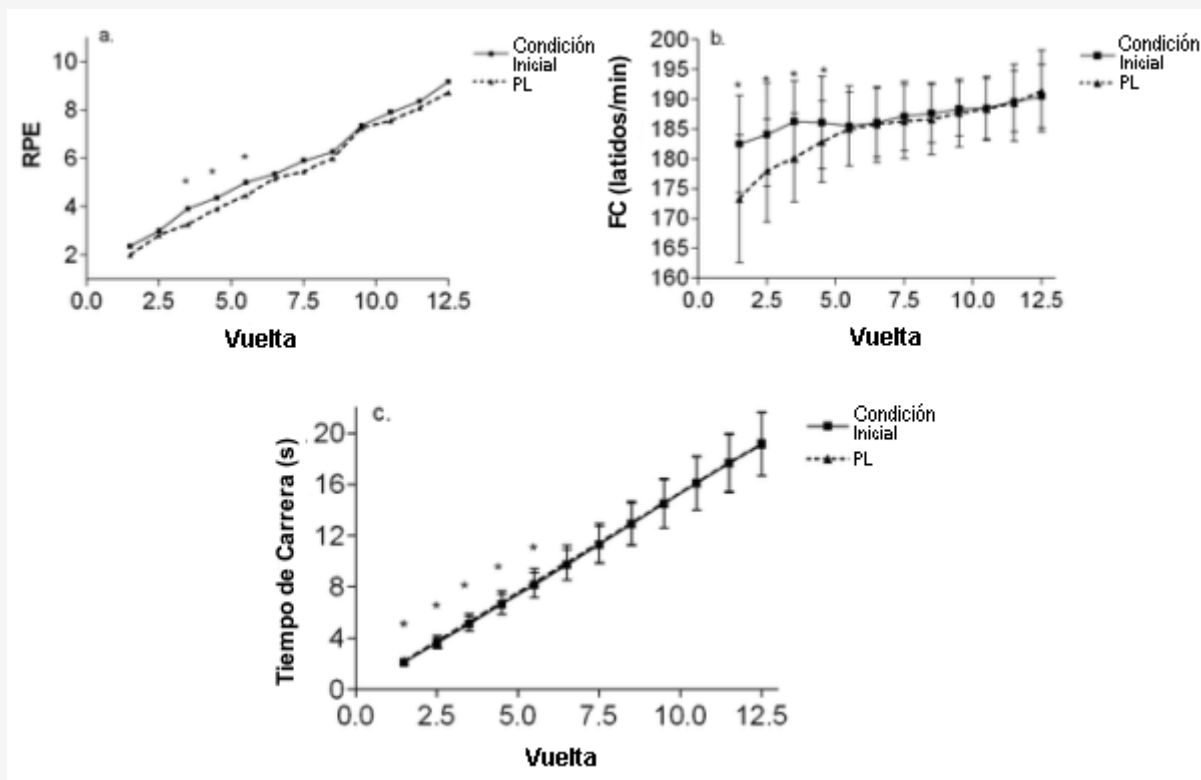 a.
10
8
6
4
2
RPE
* * *
0.0 2.5 5.0 7.5 10.0 12.5
Vuelta
Condición
Inicial
PL
b.
200
195
190
185
180
175
170
165
160
FC (latidos/min)
* * * *
0.0 2.5 5.0 7.5 10.0 12.5
Vuelta
Condición
Inicial
PL
c.
20
16
12
8
4
0
Tiempo de Carrera (s)
* * * * *
0.0 2.5 5.0 7.5 10.0 12.5
Vuelta
Condición
Inicial
PL